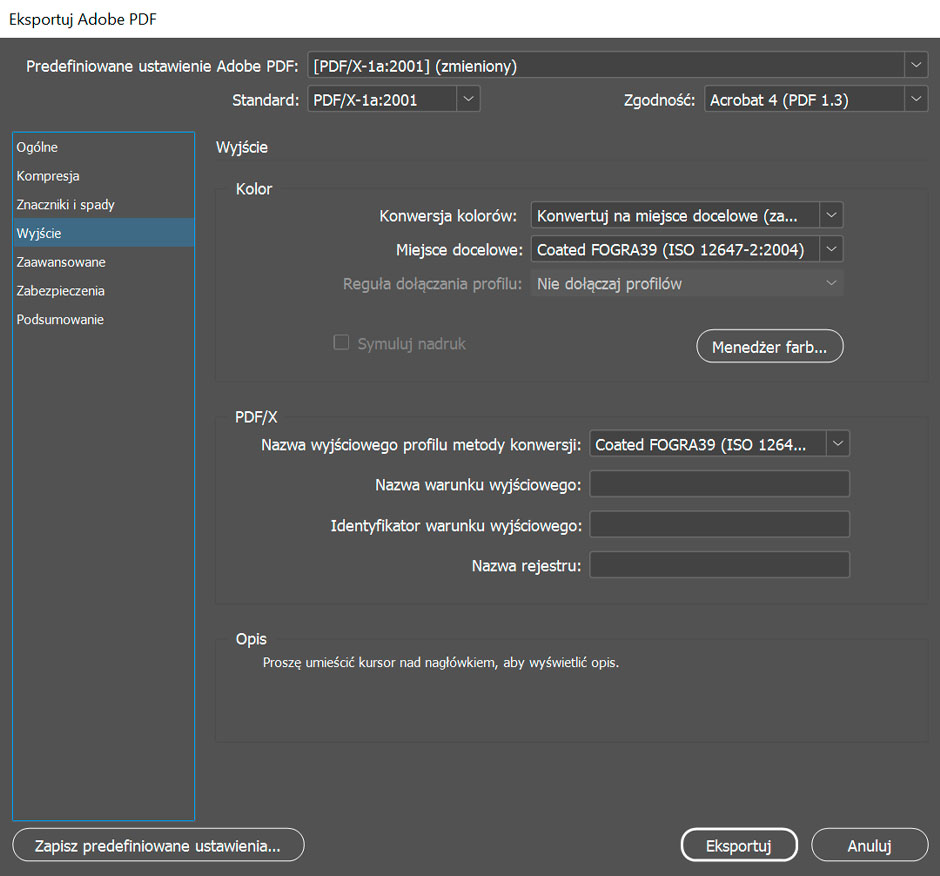 Eksportuj Adobe PDF
Predefiniowane ustawienie Adobe PDF: [PDF/X-1a:2001] (zmieniony)
Standard: PDF/X-1a:2001 Zgodność: Acrobat 4 (PDF 1.3)
Ogólne
Kompresja
Znaczniki i spady
Wyjście
Zaawansowane
Zabezpieczenia
Podsumowanie
Wyjście
Kolor
Konwersja kolorów: Konwertuj na miejsce docelowe (za...
Miejsce docelowe: Coated FOGRA39 (ISO 12647-2:2004)
Reguła dołączania profilu: Nie dołączaj profilów
Symuluj nadruk Menedżer farb...
PDF/X
Nazwa wyjściowego profilu metody konwersji: Coated FOGRA39 (ISO 1264...
Nazwa warunku wyjściowego:
Identyfikator warunku wyjściowego:
Nazwa rejestru:
Opis
Proszę umieścić kursor nad nagłówkiem, aby wyświetlić opis.
Zapisz predefiniowane ustawienia... Eksportuj Anuluj